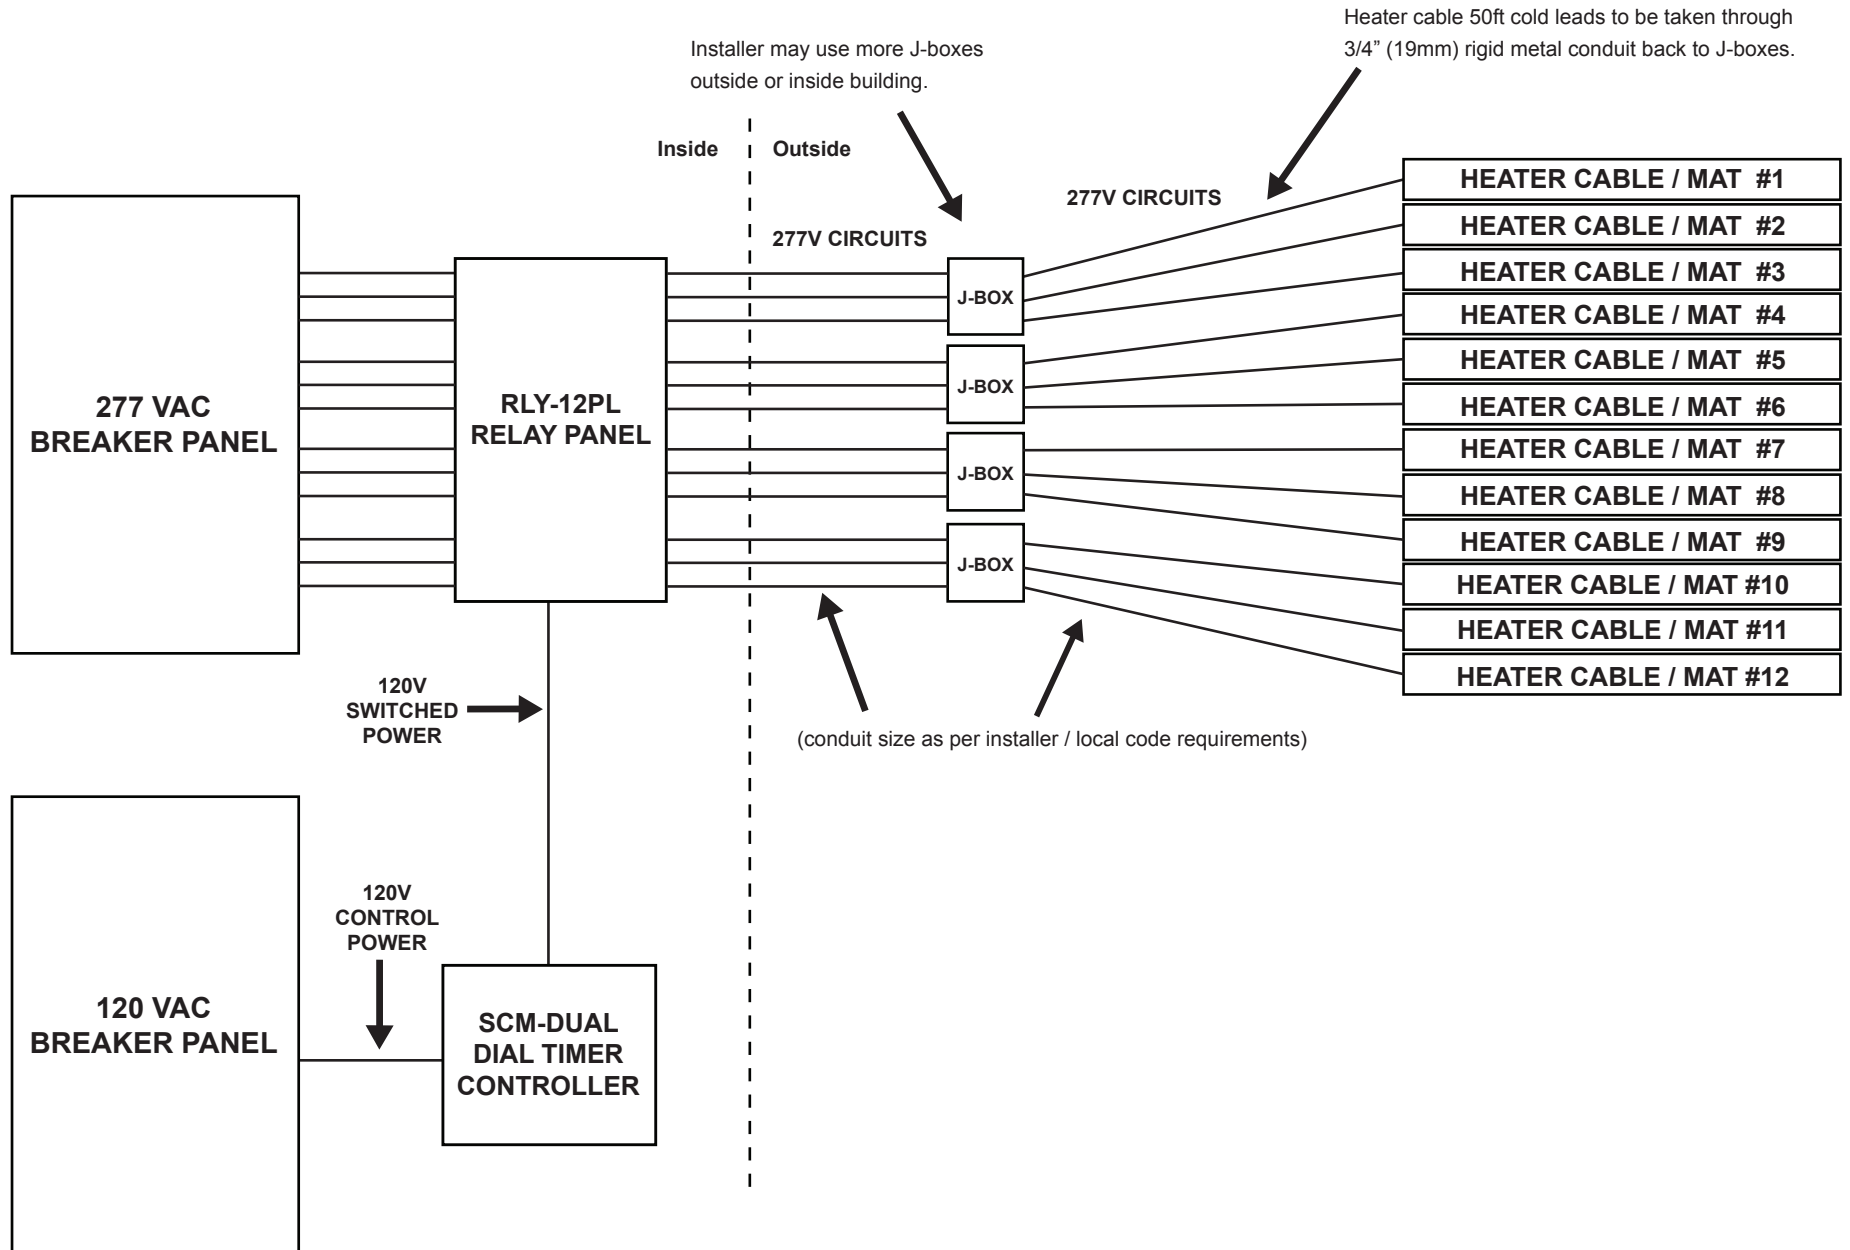 Heater cable 50ft cold leads to be taken through
3/4” (19mm) rigid metal conduit back to J-boxes.
Installer may use more J-boxes
outside or inside building.
Inside
Outside
277V CIRCUITS
277V CIRCUITS
277 VAC
BREAKER PANEL
RLY-12PL
RELAY PANEL
J-BOX
J-BOX
J-BOX
J-BOX
HEATER CABLE / MAT #1
HEATER CABLE / MAT #2
HEATER CABLE / MAT #3
HEATER CABLE / MAT #4
HEATER CABLE / MAT #5
HEATER CABLE / MAT #6
HEATER CABLE / MAT #7
HEATER CABLE / MAT #8
HEATER CABLE / MAT #9
HEATER CABLE / MAT #10
HEATER CABLE / MAT #11
HEATER CABLE / MAT #12
120V
SWITCHED
POWER
(conduit size as per installer / local code requirements)
120V
CONTROL
POWER
120 VAC
BREAKER PANEL
SCM-DUAL
DIAL TIMER
CONTROLLER